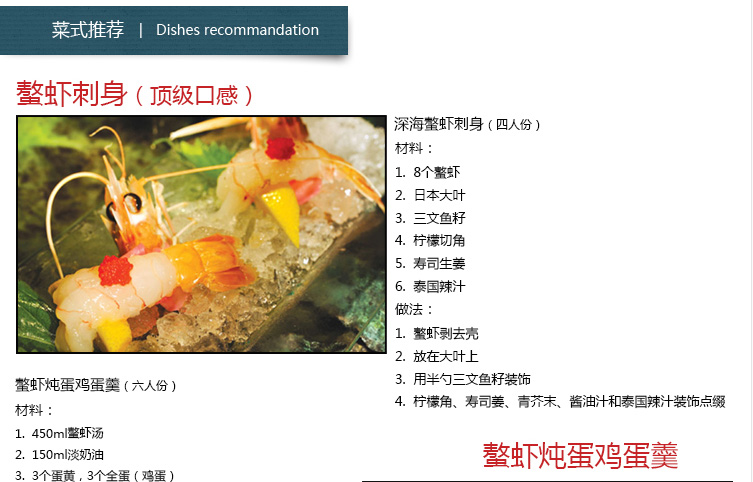 菜式推荐 | Dishes recommandation
螯虾刺身（顶级口感）
深海螯虾刺身（四人份）
材料：
1. 8个螯虾
2. 日本大叶
3. 三文鱼籽
4. 柠檬切角
5. 寿司生姜
6. 泰国辣汁
做法：
1. 螯虾剥去壳
2. 放在大叶上
3. 用半勺三文鱼籽装饰
4. 柠檬角、寿司姜、青芥末、酱油汁和泰国辣汁装饰点缀
螯虾炖蛋鸡蛋羹（六人份）
材料：
1. 450ml螯虾汤
2. 150ml淡奶油
3. 3个蛋黄，3个全蛋（鸡蛋）
螯虾炖蛋鸡蛋羹